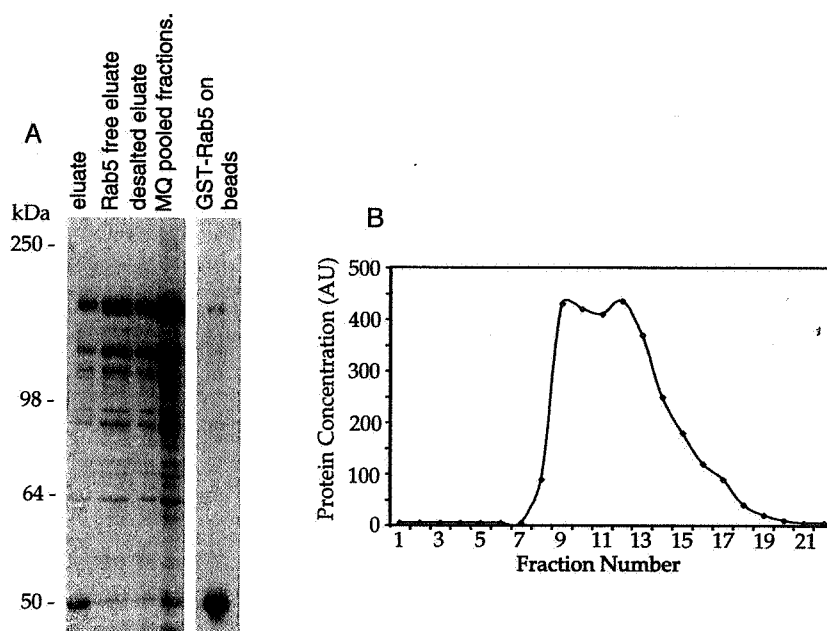 A
eluate
Rab5 free eluate
desalted eluate
MQ pooled fractions.
GST-Rab5 on
beads
kDa
250 -
98 -
64 -
50 -
B
Protein Concentration (AU)
500
400
300
200
100
0
1 3 5 7 9 11 13 15 17 19 21
Fraction Number